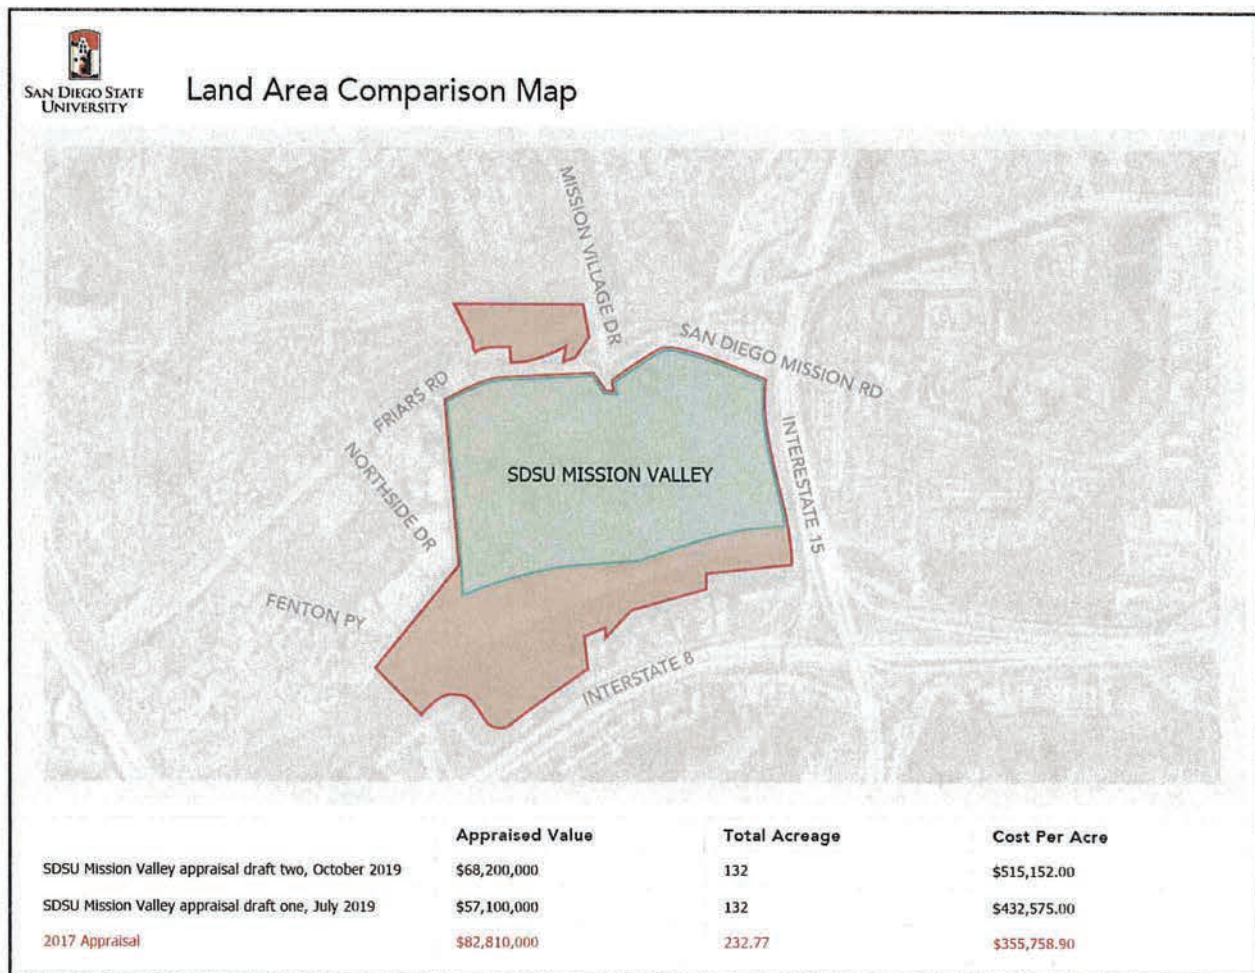 SAN DIEGO STATE
UNIVERSITY
Land Area Comparison Map
MISSION VILLAGE DR
SAN DIEGO MISSION RD
FRIARS RD
NORTHSIDE DR
SDSU MISSION VALLEY
INTERESTATE 15
FENTON PY
INTERSTATE 8
Appraised Value Total Acreage Cost Per Acre
SDSU Mission Valley appraisal draft two, October 2019 $68,200,000 132 $515,152.00
SDSU Mission Valley appraisal draft one, July 2019 $57,100,000 132 $432,575.00
2017 Appraisal $82,810,000 232.77 $355,758.90